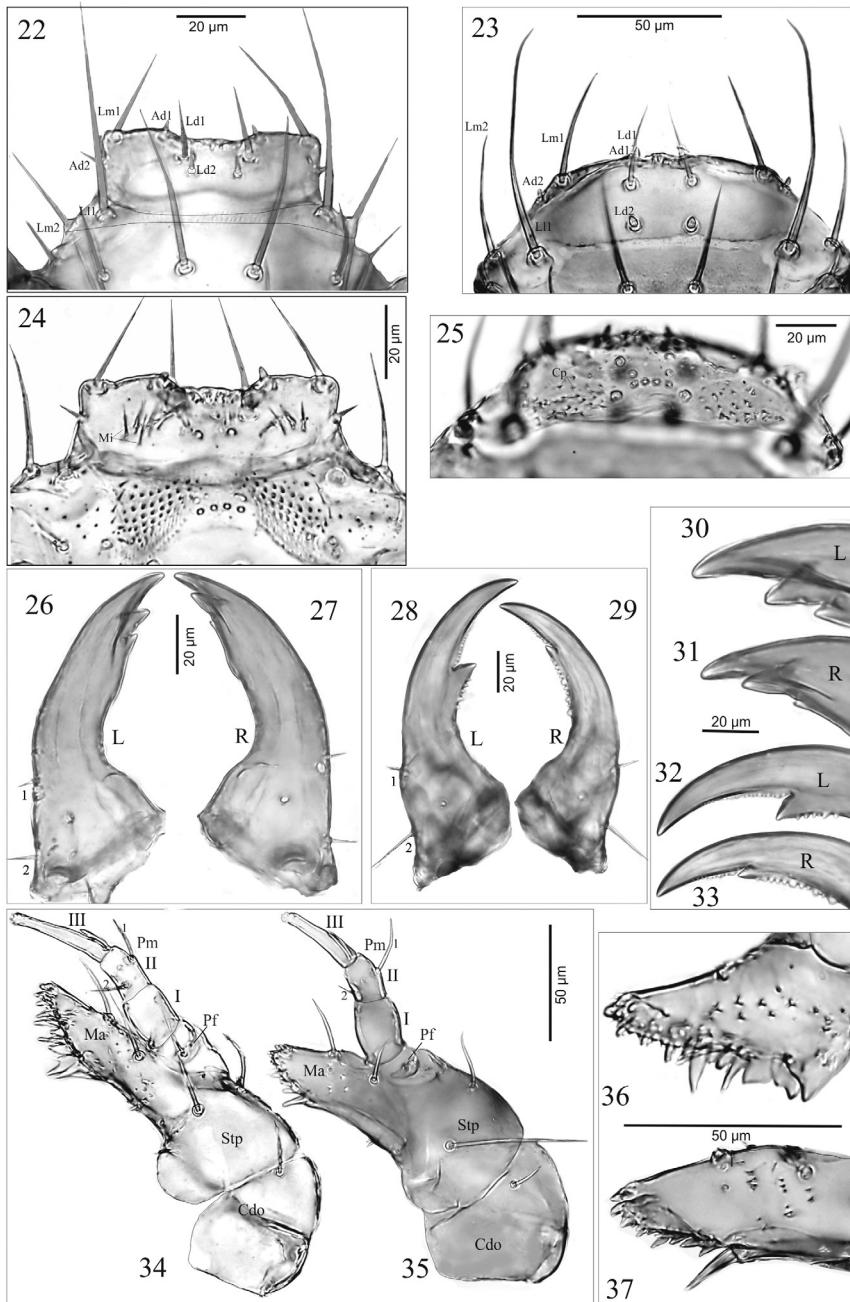 22
20 µm
Lm1
Ad1
Ld1
Ad2
Ld2
Ll1
Lm2
23
50 µm
Lm2
Lm1
Ld1
Ad1
Ad2
Ld2
Ll1
24
20 µm
Mi
25
20 µm
Cp
26
27
20 µm
L
R
1
2
28
29
20 µm
L
R
1
2
30
L
31
R
20 µm
32
L
R
33
III
1
Pm
II
2
I
Ma
Pf
Stp
Cdo
34
III
Pm
1
II
2
I
Pf
Ma
Stp
Cdo
35
50 µm
36
50 µm
37